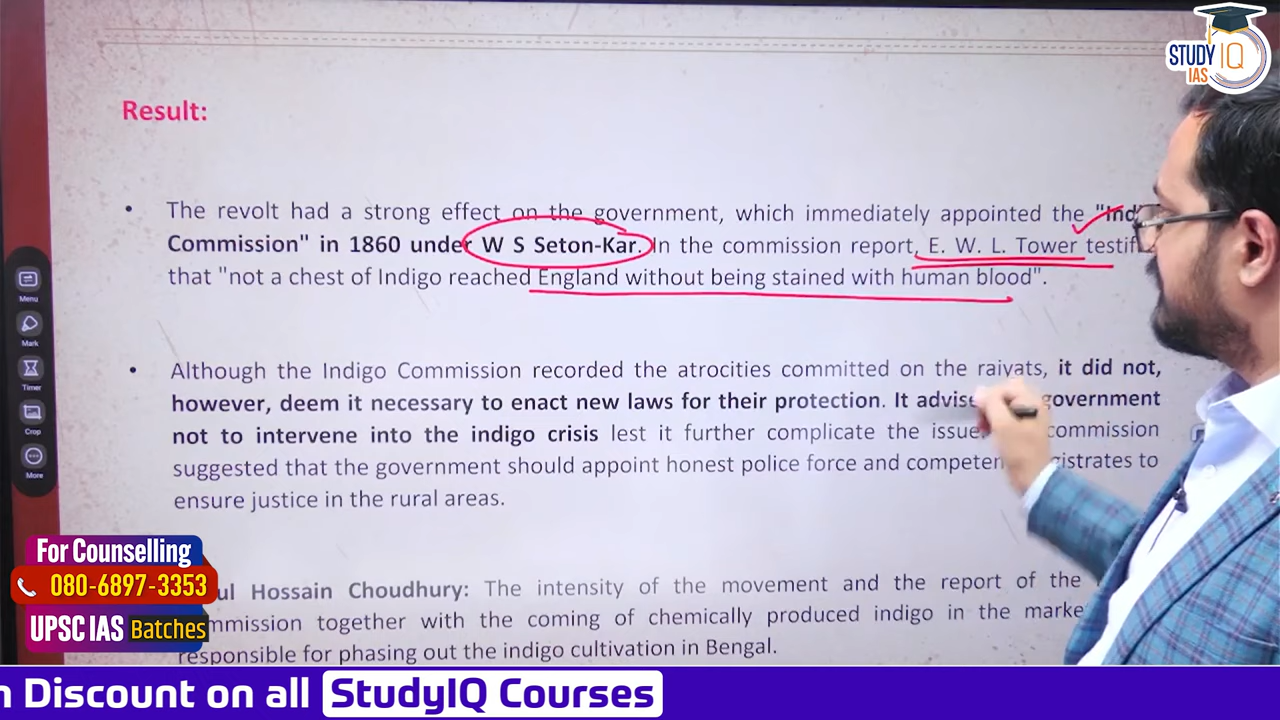 STUDY IQ
IAS
Result:
• The revolt had a strong effect on the government, which immediately appointed the "Ind
Commission" in 1860 under W S Seton-Kar. In the commission report, E. W. L. Tower testif
that "not a chest of Indigo reached England without being stained with human blood".
• Although the Indigo Commission recorded the atrocities committed on the raiyats, it did not,
however, deem it necessary to enact new laws for their protection. It advis government
not to intervene into the indigo crisis lest it further complicate the issue commission
suggested that the government should appoint honest police force and competen gistrates to
ensure justice in the rural areas.
ul Hossain Choudhury: The intensity of the movement and the report of the
mmission together with the coming of chemically produced indigo in the marke
responsible for phasing out the indigo cultivation in Bengal.
Menu
Mark
Timer
Crop
More
For Counselling
080-6897-3353
UPSC IAS Batches
n Discount on all StudyIQ Courses